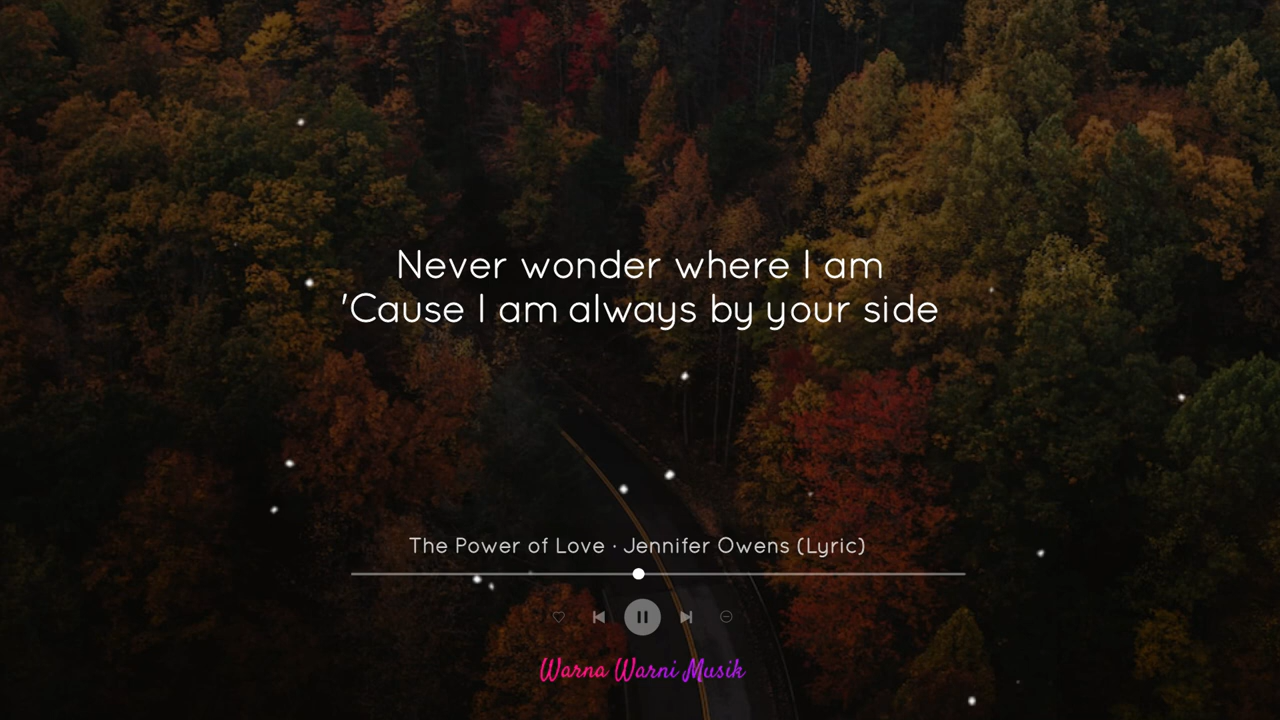 Never wonder where I am
'Cause I am always by your side
The Power of Love · Jennifer Owens (Lyric)
Warna Warni Musik